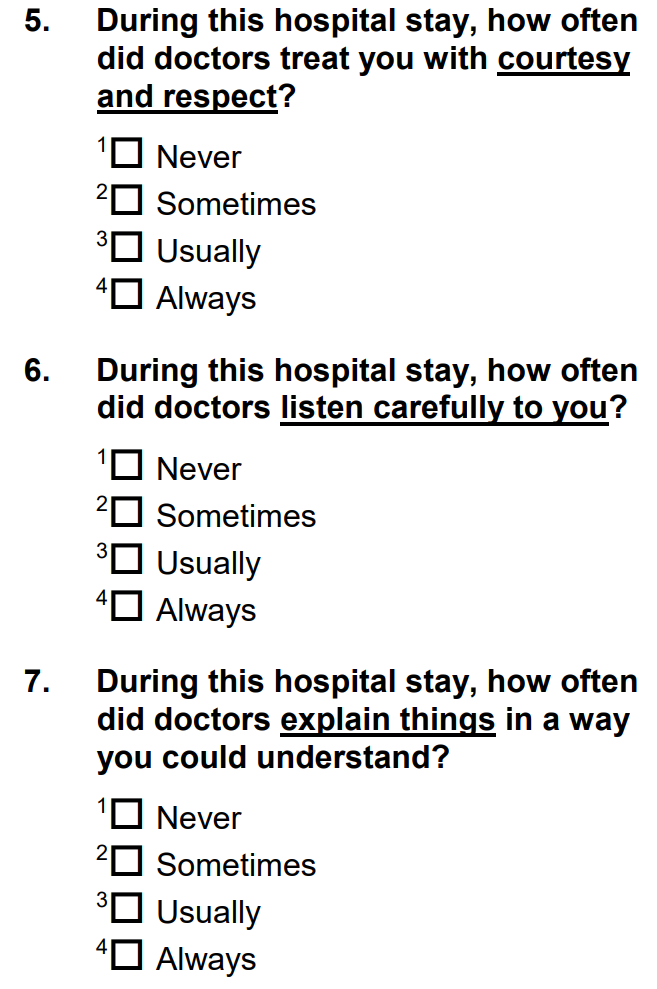 5. During this hospital stay, how often
did doctors treat you with courtesy
and respect?
1 Never
2 Sometimes
3 Usually
4 Always
6. During this hospital stay, how often
did doctors listen carefully to you?
1 Never
2 Sometimes
3 Usually
4 Always
7. During this hospital stay, how often
did doctors explain things in a way
you could understand?
1 Never
2 Sometimes
3 Usually
4 Always